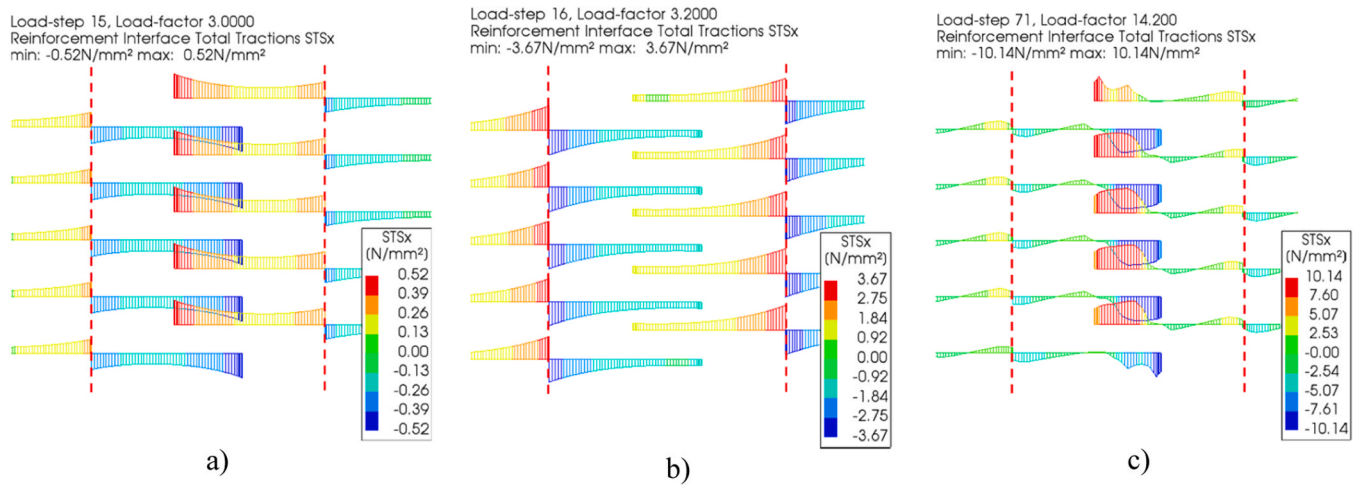 Load-step 15, Load-factor 3.0000
Reinforcement Interface Total Tractions STSx
min: -0.52N/mm² max: 0.52N/mm²
STSx
(N/mm²)
0.52
0.39
0.26
0.13
0.00
-0.13
-0.26
-0.39
-0.52
a)
Load-step 16, Load-factor 3.2000
Reinforcement Interface Total Tractions STSx
min: -3.67N/mm² max: 3.67N/mm²
STSx
(N/mm²)
3.67
2.75
1.84
0.92
0.00
-0.92
-1.84
-2.75
-3.67
b)
Load-step 71, Load-factor 14.200
Reinforcement Interface Total Tractions STSx
min: -10.14N/mm² max: 10.14N/mm²
STSx
(N/mm²)
10.14
7.60
5.07
2.53
-0.00
-2.54
-5.07
-7.61
-10.14
c)